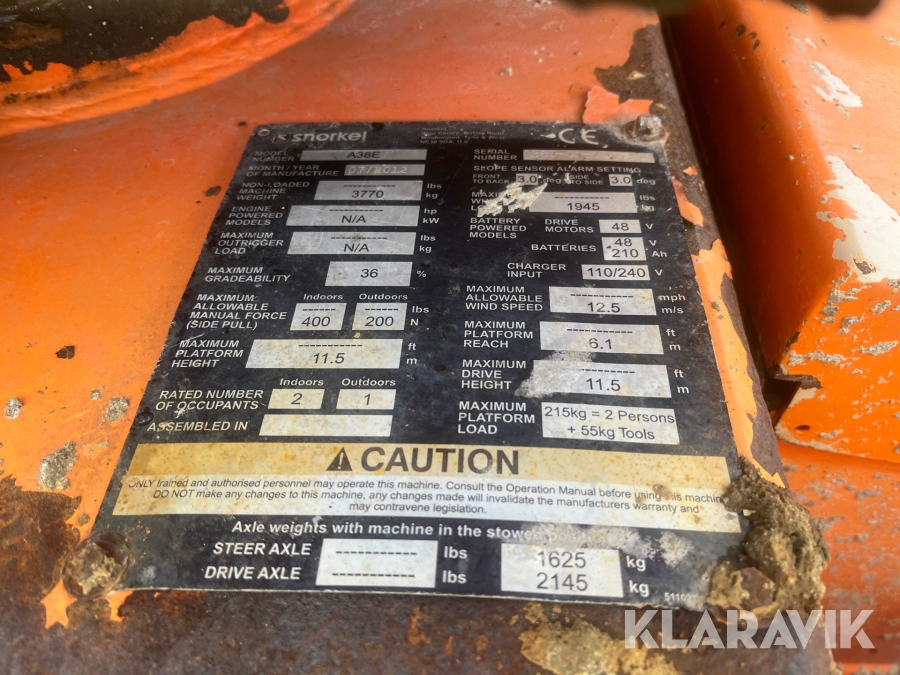 snorkel
CE
MODEL NUMBER A38E
MONTH / YEAR OF MANUFACTURE 07/2012
NON-LOADED MACHINE WEIGHT ----------- lbs 3770 kg
ENGINE POWERED MODELS ----------- hp N/A kW
MAXIMUM OUTRIGGER LOAD ----------- lbs N/A kg
MAXIMUM GRADEABILITY 36 %
Indoors Outdoors
MAXIMUM ALLOWABLE MANUAL FORCE (SIDE PULL) ------- ------- lbs 400 200 N
MAXIMUM PLATFORM HEIGHT ----------- ft 11.5 m
Indoors Outdoors
RATED NUMBER OF OCCUPANTS 2 1
ASSEMBLED IN
SERIAL NUMBER
SLOPE SENSOR ALARM SETTING
FRONT TO BACK 3.0 deg SIDE TO SIDE 3.0 deg
----------- lbs 1945 kg
BATTERY POWERED MODELS DRIVE MOTORS 48 V
BATTERIES 48 V 210 Ah
CHARGER INPUT 110/240 V
MAXIMUM ALLOWABLE WIND SPEED ----------- mph 12.5 m/s
MAXIMUM PLATFORM REACH ----------- ft 6.1 m
MAXIMUM DRIVE HEIGHT ----------- ft 11.5 m
MAXIMUM PLATFORM LOAD 215kg = 2 Persons + 55kg Tools
CAUTION
ONLY trained and authorised personnel may operate this machine. Consult the Operation Manual before using this machine
DO NOT make any changes to this machine, any changes made will invalidate the manufacturers warranty and
may contravene legislation.
Axle weights with machine in the stowed
STEER AXLE ----------- lbs 1625 kg
DRIVE AXLE ----------- lbs 2145 kg
KLARAVIK